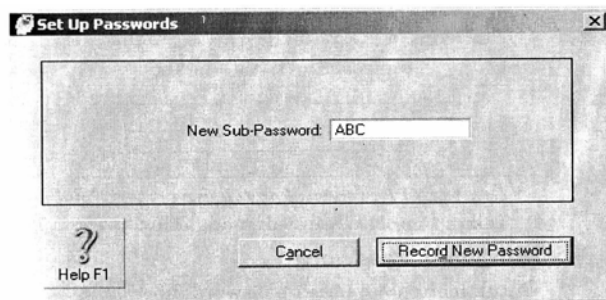 Set Up Passwords
New Sub-Password: ABC
Cancel
Record New Password
Help F1